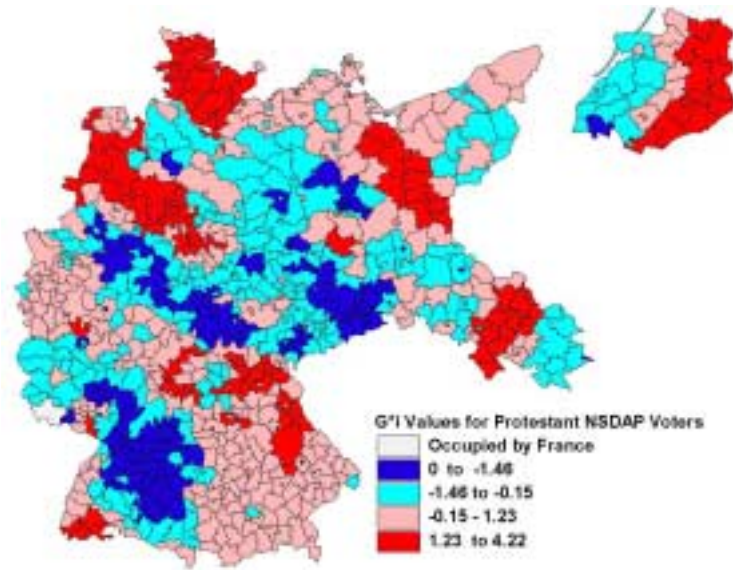 G*i Values for Protestant NSDAP Voters
Occupied by France
0 to -1.46
-1.46 to -0.15
-0.15 - 1.23
1.23 to 4.22